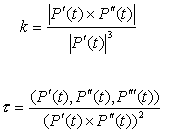 k = |P'(t) × P''(t)| / |P'(t)|³
τ = (P'(t), P''(t), P'''(t)) / (P'(t) × P''(t))²